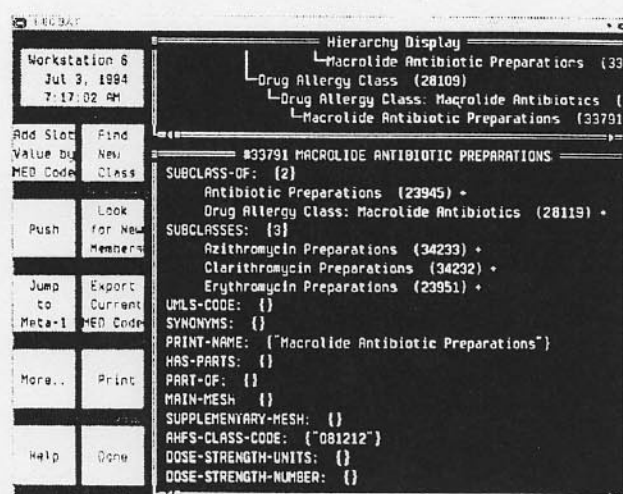 Workstation 6
Jul 3, 1994
7:17:02 AM
Add Slot
Value by
MED Code
Find
New
Class
Push
Look
for New
Members
Jump
to
Meta-1
Export
Current
MED Code
More..
Print
Help
Done
Hierarchy Display
Macrolide Antibiotic Preparations (33
Drug Allergy Class (28109)
Drug Allergy Class: Macrolide Antibiotics (
Macrolide Antibiotic Preparations (33791
#33791 MACROLIDE ANTIBIOTIC PREPARATIONS
SUBCLASS-OF: {2}
Antibiotic Preparations (23945) +
Drug Allergy Class: Macrolide Antibiotics (28119) +
SUBCLASSES: {3}
Azithromycin Preparations (34233) +
Clarithromycin Preparations (34232) +
Erythromycin Preparations (23951) +
UMLS-CODE: {}
SYNONYMS: {}
PRINT-NAME: {"Macrolide Antibiotic Preparations"}
HAS-PARTS: {}
PART-OF: {}
MAIN-MESH {}
SUPPLEMENTARY-MESH: {}
AHFS-CLASS-CODE: {"081212"}
DOSE-STRENGTH-UNITS: {}
DOSE-STRENGTH-NUMBER: {}